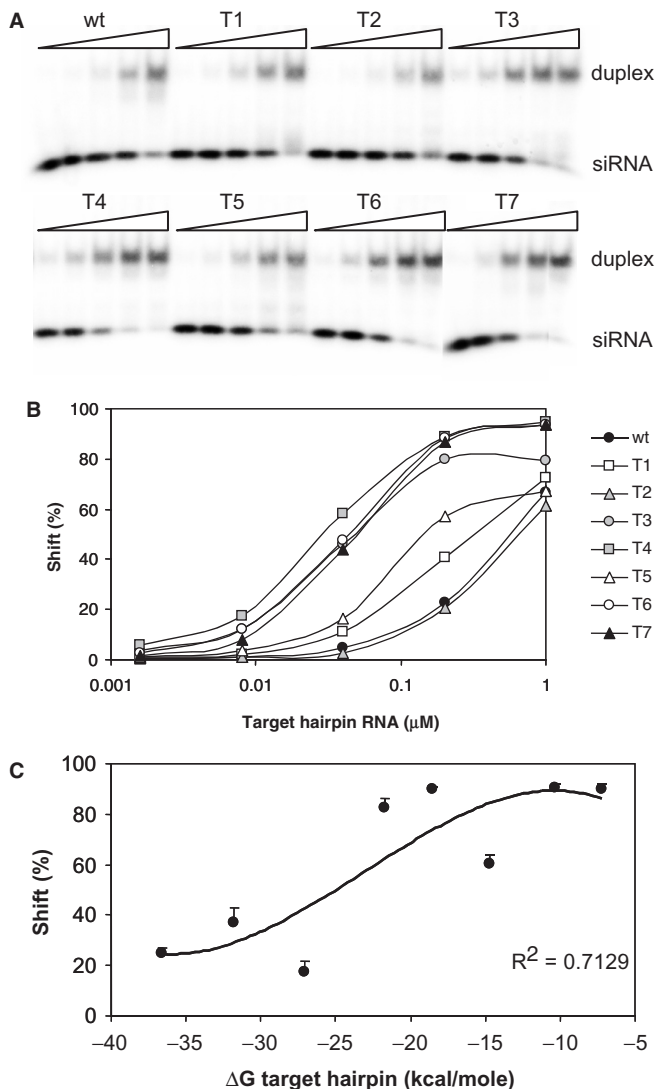 A
wt T1 T2 T3
duplex
siRNA
T4 T5 T6 T7
duplex
siRNA
B
100
80
60
40
20
0
Shift (%)
0.001 0.01 0.1 1
Target hairpin RNA (μM)
wt
T1
T2
T3
T4
T5
T6
T7
C
100
80
60
40
20
0
Shift (%)
R² = 0.7129
−40 −35 −30 −25 −20 −15 −10 −5
ΔG target hairpin (kcal/mole)